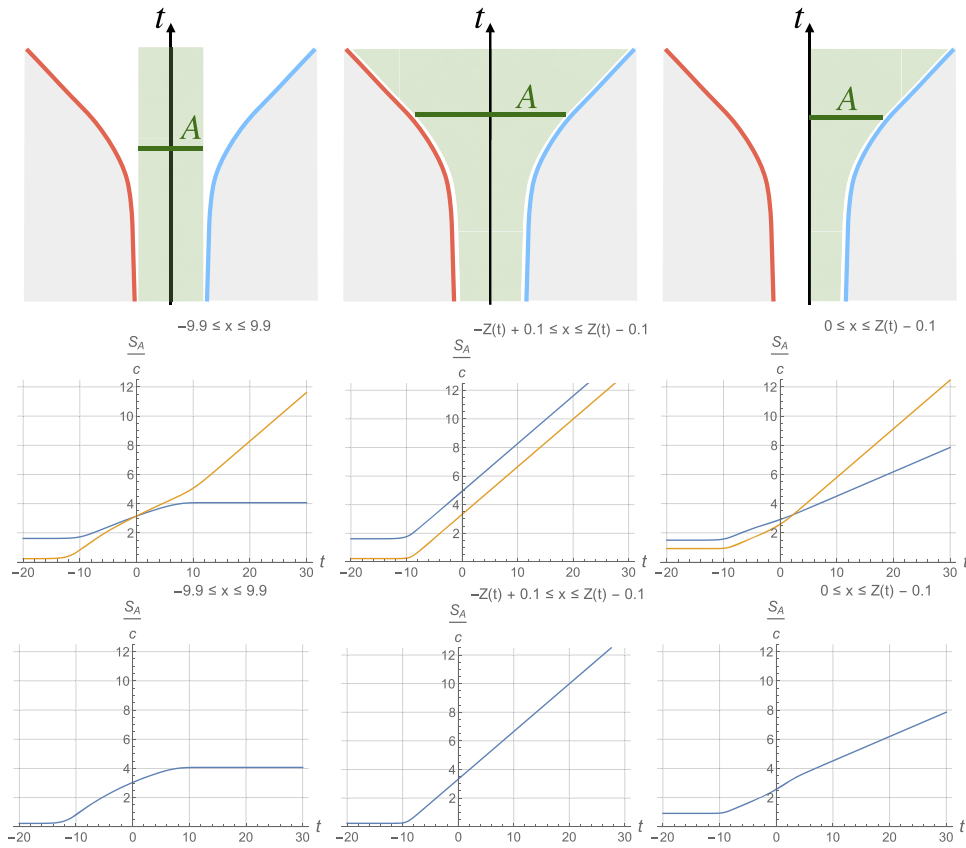 t t t
A A A
−9.9 ≤ x ≤ 9.9 −Z(t) + 0.1 ≤ x ≤ Z(t) − 0.1 0 ≤ x ≤ Z(t) − 0.1
S_A/c S_A/c S_A/c
12 12 12
10 10 10
8 8 8
6 6 6
4 4 4
2 2 2
−20 −10 0 10 20 30 t −20 −10 0 10 20 30 t −20 −10 0 10 20 30 t
−9.9 ≤ x ≤ 9.9 −Z(t) + 0.1 ≤ x ≤ Z(t) − 0.1 0 ≤ x ≤ Z(t) − 0.1
S_A/c S_A/c S_A/c
12 12 12
10 10 10
8 8 8
6 6 6
4 4 4
2 2 2
−20 −10 0 10 20 30 t −20 −10 0 10 20 30 t −20 −10 0 10 20 30 t